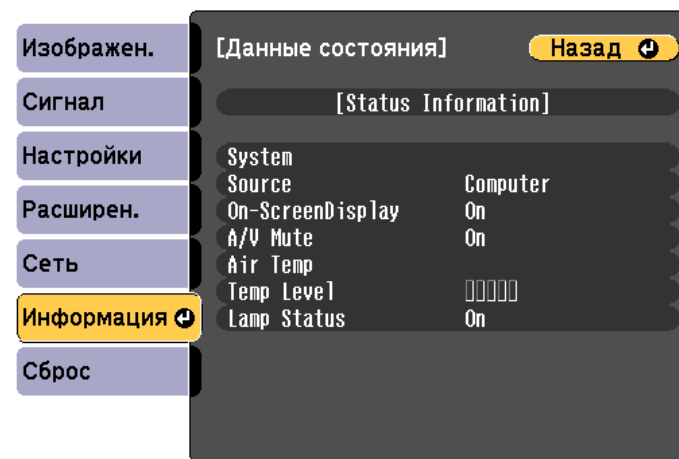 Изображен.
Сигнал
Настройки
Расширен.
Сеть
Информация
Сброс
[Данные состояния] Назад
[Status Information]
System
Source Computer
On-ScreenDisplay On
A/V Mute On
Air Temp
Temp Level
Lamp Status On